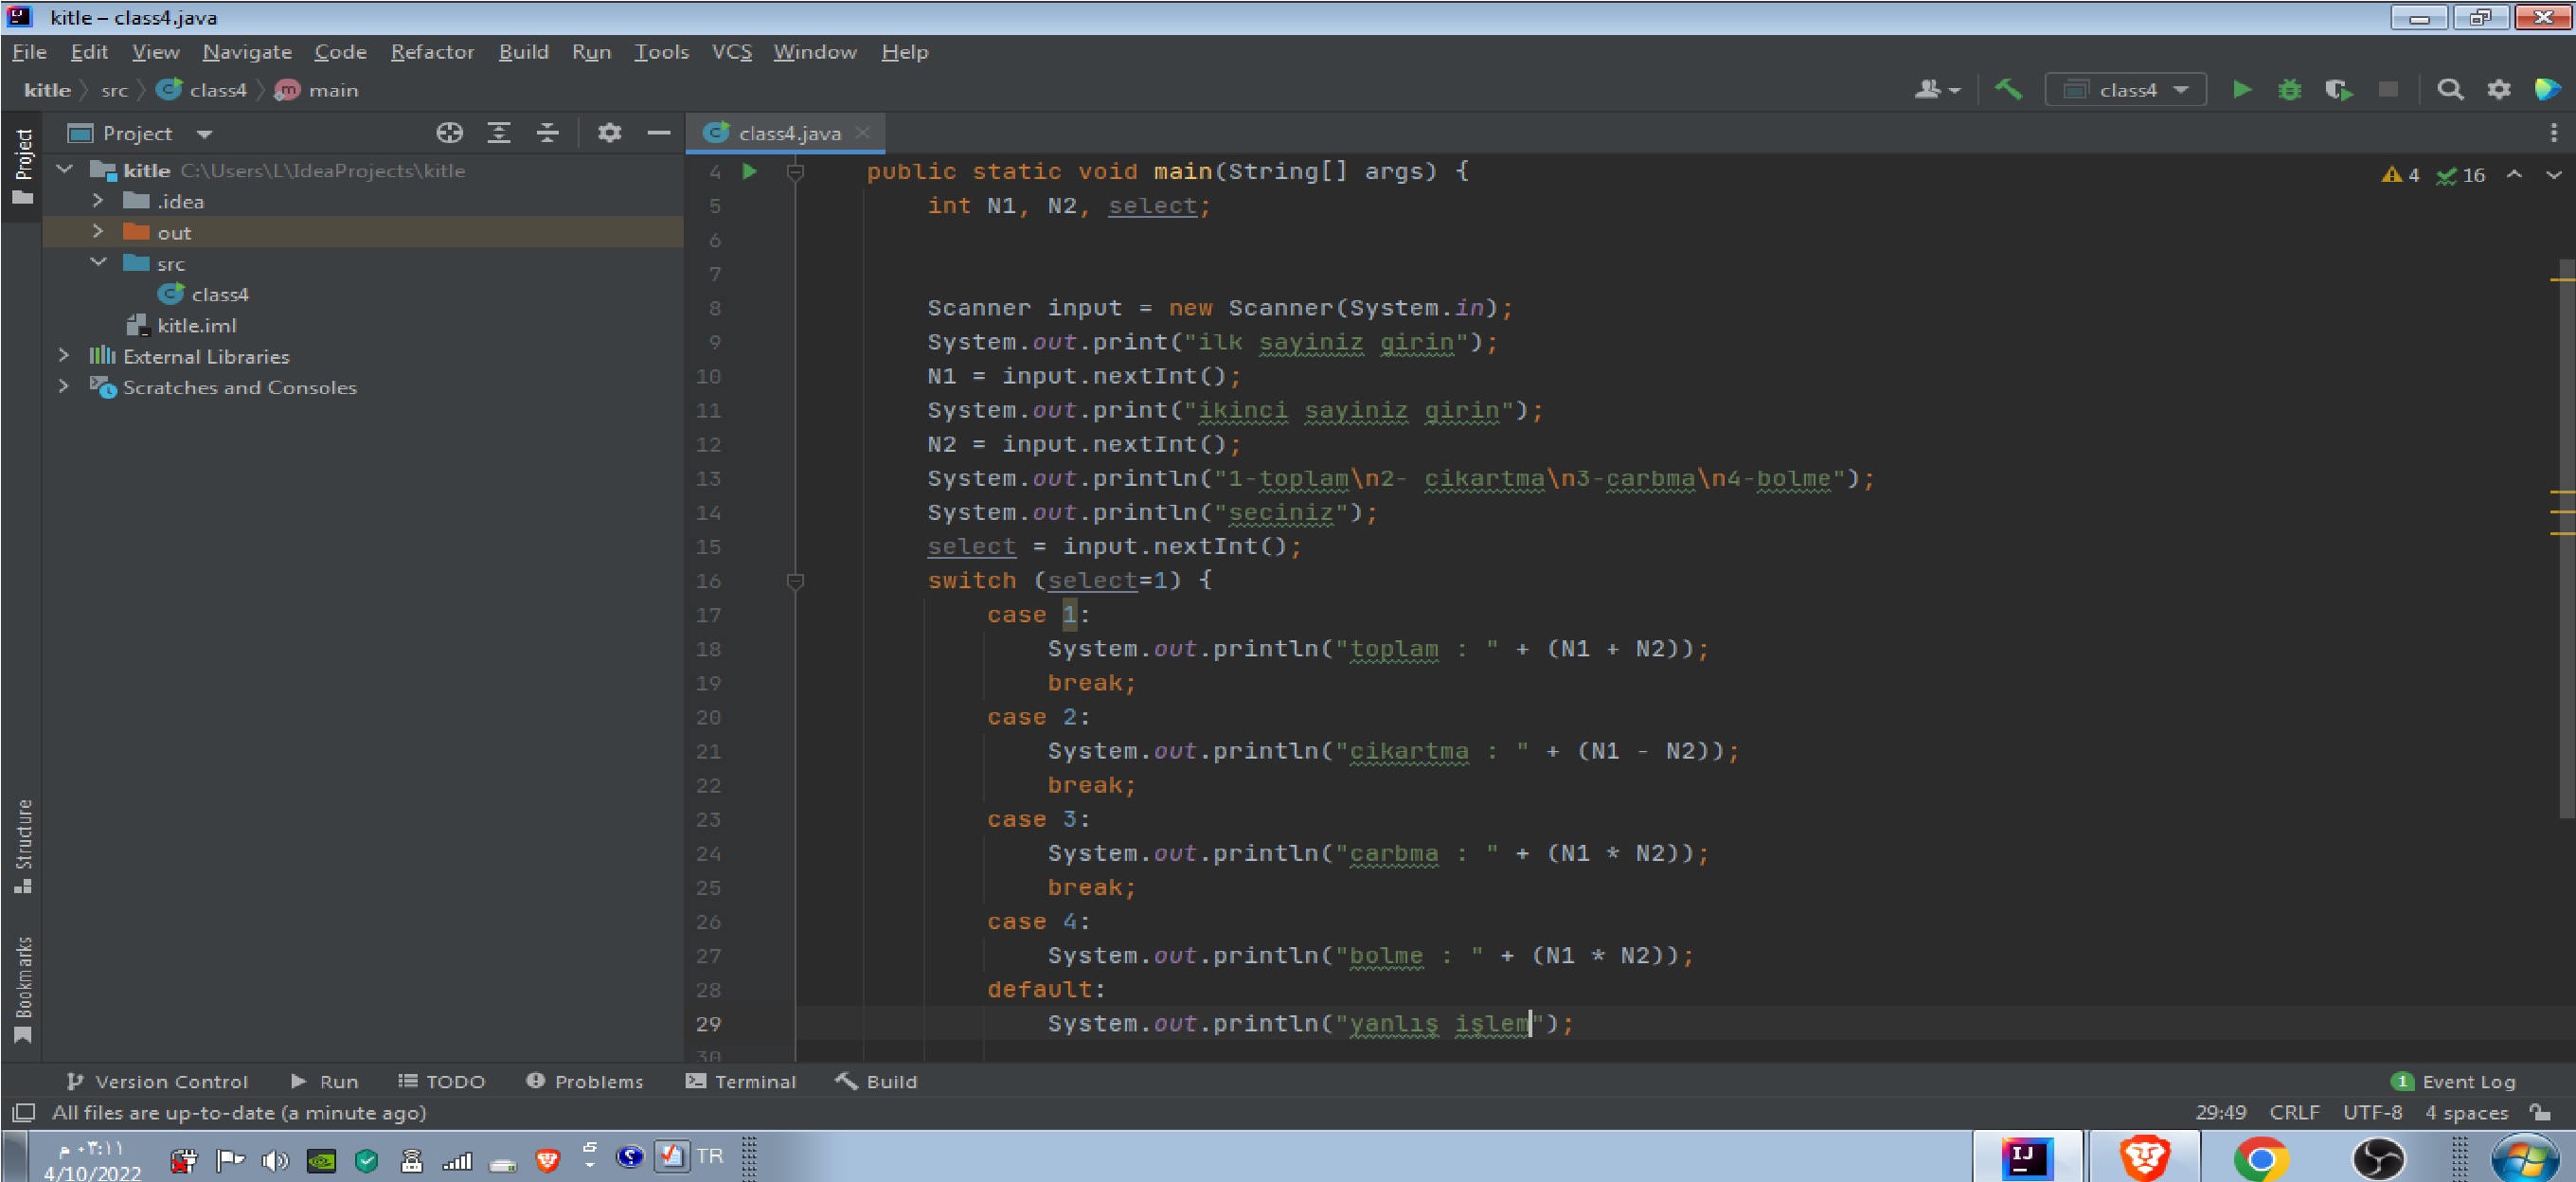 kitle – class4.java
File Edit View Navigate Code Refactor Build Run Tools VCS Window Help
kitle src class4 main
class4
Project
class4.java
Project
kitle C:\Users\L\IdeaProjects\kitle
.idea
out
src
class4
kitle.iml
External Libraries
Scratches and Consoles
Structure
Bookmarks
4 16
4 public static void main(String[] args) {
5 int N1, N2, select;
6
7
8 Scanner input = new Scanner(System.in);
9 System.out.print("ilk sayiniz girin");
10 N1 = input.nextInt();
11 System.out.print("ikinci sayiniz girin");
12 N2 = input.nextInt();
13 System.out.println("1-toplam\n2- cikartma\n3-carbma\n4-bolme");
14 System.out.println("seciniz");
15 select = input.nextInt();
16 switch (select=1) {
17 case 1:
18 System.out.println("toplam : " + (N1 + N2));
19 break;
20 case 2:
21 System.out.println("cikartma : " + (N1 - N2));
22 break;
23 case 3:
24 System.out.println("carbma : " + (N1 * N2));
25 break;
26 case 4:
27 System.out.println("bolme : " + (N1 * N2));
28 default:
29 System.out.println("yanlış işlem");
30
Version Control Run TODO Problems Terminal Build
1 Event Log
All files are up-to-date (a minute ago)
29:49 CRLF UTF-8 4 spaces
٠٣:١١ م
4/10/2022
TR
IJ